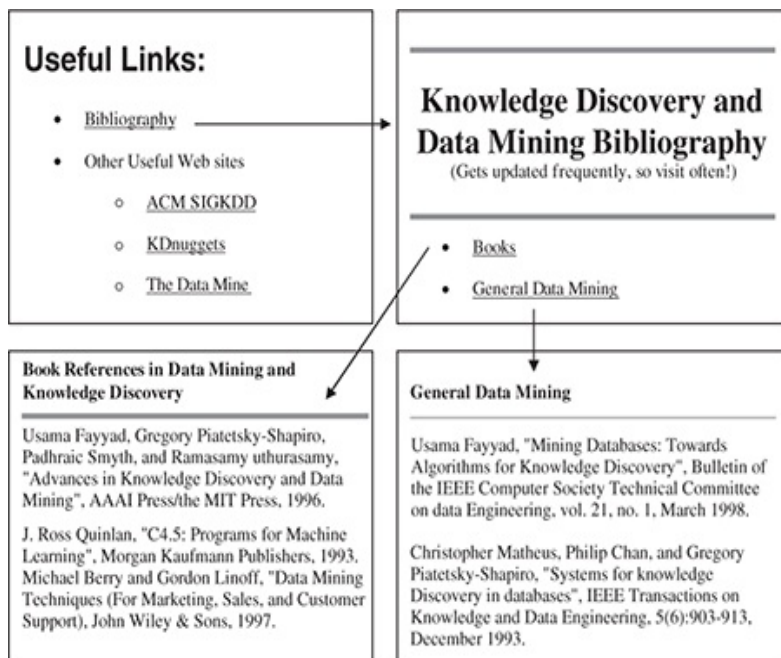 Useful Links:
• Bibliography
• Other Useful Web sites
o ACM SIGKDD
o KDnuggets
o The Data Mine
Knowledge Discovery and
Data Mining Bibliography
(Gets updated frequently, so visit often!)
• Books
• General Data Mining
Book References in Data Mining and
Knowledge Discovery
Usama Fayyad, Gregory Piatetsky-Shapiro,
Padhraic Smyth, and Ramasamy uthurasamy,
"Advances in Knowledge Discovery and Data
Mining", AAAI Press/the MIT Press, 1996.
J. Ross Quinlan, "C4.5: Programs for Machine
Learning", Morgan Kaufmann Publishers, 1993.
Michael Berry and Gordon Linoff, "Data Mining
Techniques (For Marketing, Sales, and Customer
Support), John Wiley & Sons, 1997.
General Data Mining
Usama Fayyad, "Mining Databases: Towards
Algorithms for Knowledge Discovery", Bulletin of
the IEEE Computer Society Technical Committee
on data Engineering, vol. 21, no. 1, March 1998.
Christopher Matheus, Philip Chan, and Gregory
Piatetsky-Shapiro, "Systems for knowledge
Discovery in databases", IEEE Transactions on
Knowledge and Data Engineering, 5(6):903-913,
December 1993.